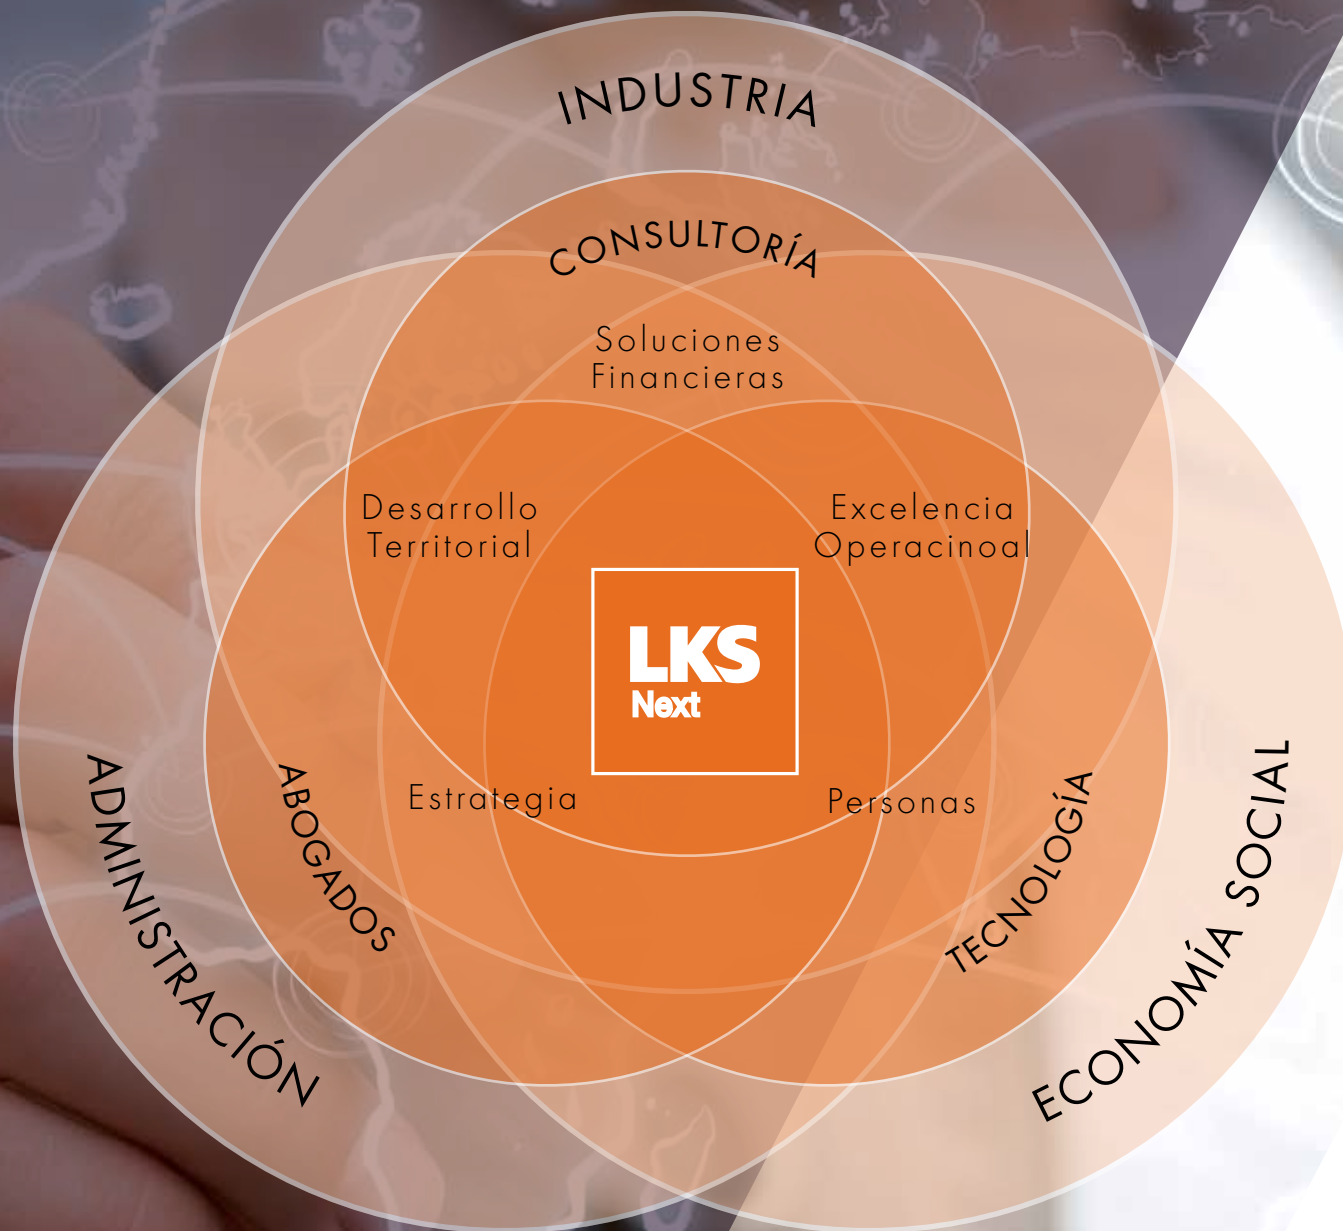 INDUSTRIA
CONSULTORÍA
Soluciones
Financieras
Desarrollo
Territorial
Excelencia
Operacinoal
LKS
Next
Estrategia
Personas
ABOGADOS
TECNOLOGÍA
ADMINISTRACIÓN
ECONOMÍA SOCIAL